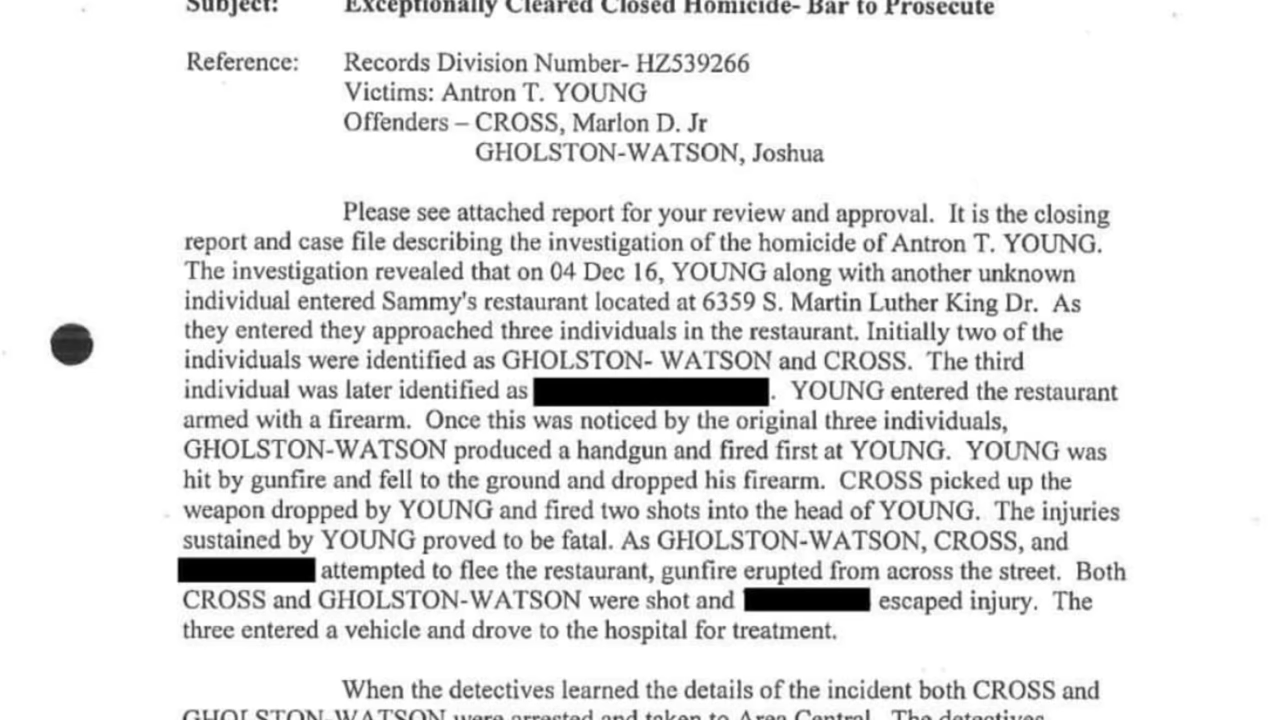 Subject: Exceptionally Cleared Closed Homicide- Bar to Prosecute
Reference: Records Division Number- HZ539266
Victims: Antron T. YOUNG
Offenders – CROSS, Marlon D. Jr
GHOLSTON-WATSON, Joshua
Please see attached report for your review and approval. It is the closing
report and case file describing the investigation of the homicide of Antron T. YOUNG.
The investigation revealed that on 04 Dec 16, YOUNG along with another unknown
individual entered Sammy's restaurant located at 6359 S. Martin Luther King Dr. As
they entered they approached three individuals in the restaurant. Initially two of the
individuals were identified as GHOLSTON- WATSON and CROSS. The third
individual was later identified as . YOUNG entered the restaurant
armed with a firearm. Once this was noticed by the original three individuals,
GHOLSTON-WATSON produced a handgun and fired first at YOUNG. YOUNG was
hit by gunfire and fell to the ground and dropped his firearm. CROSS picked up the
weapon dropped by YOUNG and fired two shots into the head of YOUNG. The injuries
sustained by YOUNG proved to be fatal. As GHOLSTON-WATSON, CROSS, and
attempted to flee the restaurant, gunfire erupted from across the street. Both
CROSS and GHOLSTON-WATSON were shot and escaped injury. The
three entered a vehicle and drove to the hospital for treatment.
When the detectives learned the details of the incident both CROSS and
GHOLSTON-WATSON were arrested and taken to Area Central. The detectives